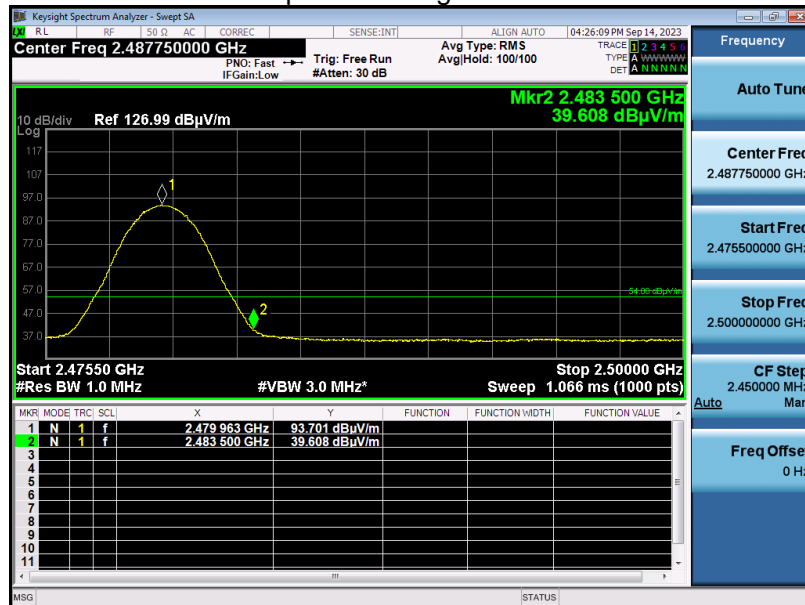 Keysight Spectrum Analyzer - Swept SA
LXI RL RF 50 Ω AC CORREC SENSE:INT ALIGN AUTO 04:26:09 PM Sep 14, 2023
Center Freq 2.487750000 GHz
PNO: Fast
IFGain:Low
Trig: Free Run
#Atten: 30 dB
Avg Type: RMS
Avg|Hold: 100/100
TRACE 1 2 3 4 5 6
TYPE A WWWWW
DET A N N N N N
Mkr2 2.483 500 GHz
39.608 dBµV/m
10 dB/div Ref 126.99 dBµV/m
Log
117
107
97.0
87.0
77.0
67.0
57.0
47.0
37.0
1
2
54.00 dBµV/m
Start 2.47550 GHz Stop 2.50000 GHz
#Res BW 1.0 MHz #VBW 3.0 MHz* Sweep 1.066 ms (1000 pts)
MKR MODE TRC SCL X Y FUNCTION FUNCTION WIDTH FUNCTION VALUE
1 N 1 f 2.479 963 GHz 93.701 dBµV/m
2 N 1 f 2.483 500 GHz 39.608 dBµV/m
3
4
5
6
7
8
9
10
11
MSG STATUS
Frequency
Auto Tune
Center Freq
2.487750000 GHz
Start Freq
2.475500000 GHz
Stop Freq
2.500000000 GHz
CF Step
2.450000 MHz
Auto Man
Freq Offset
0 Hz